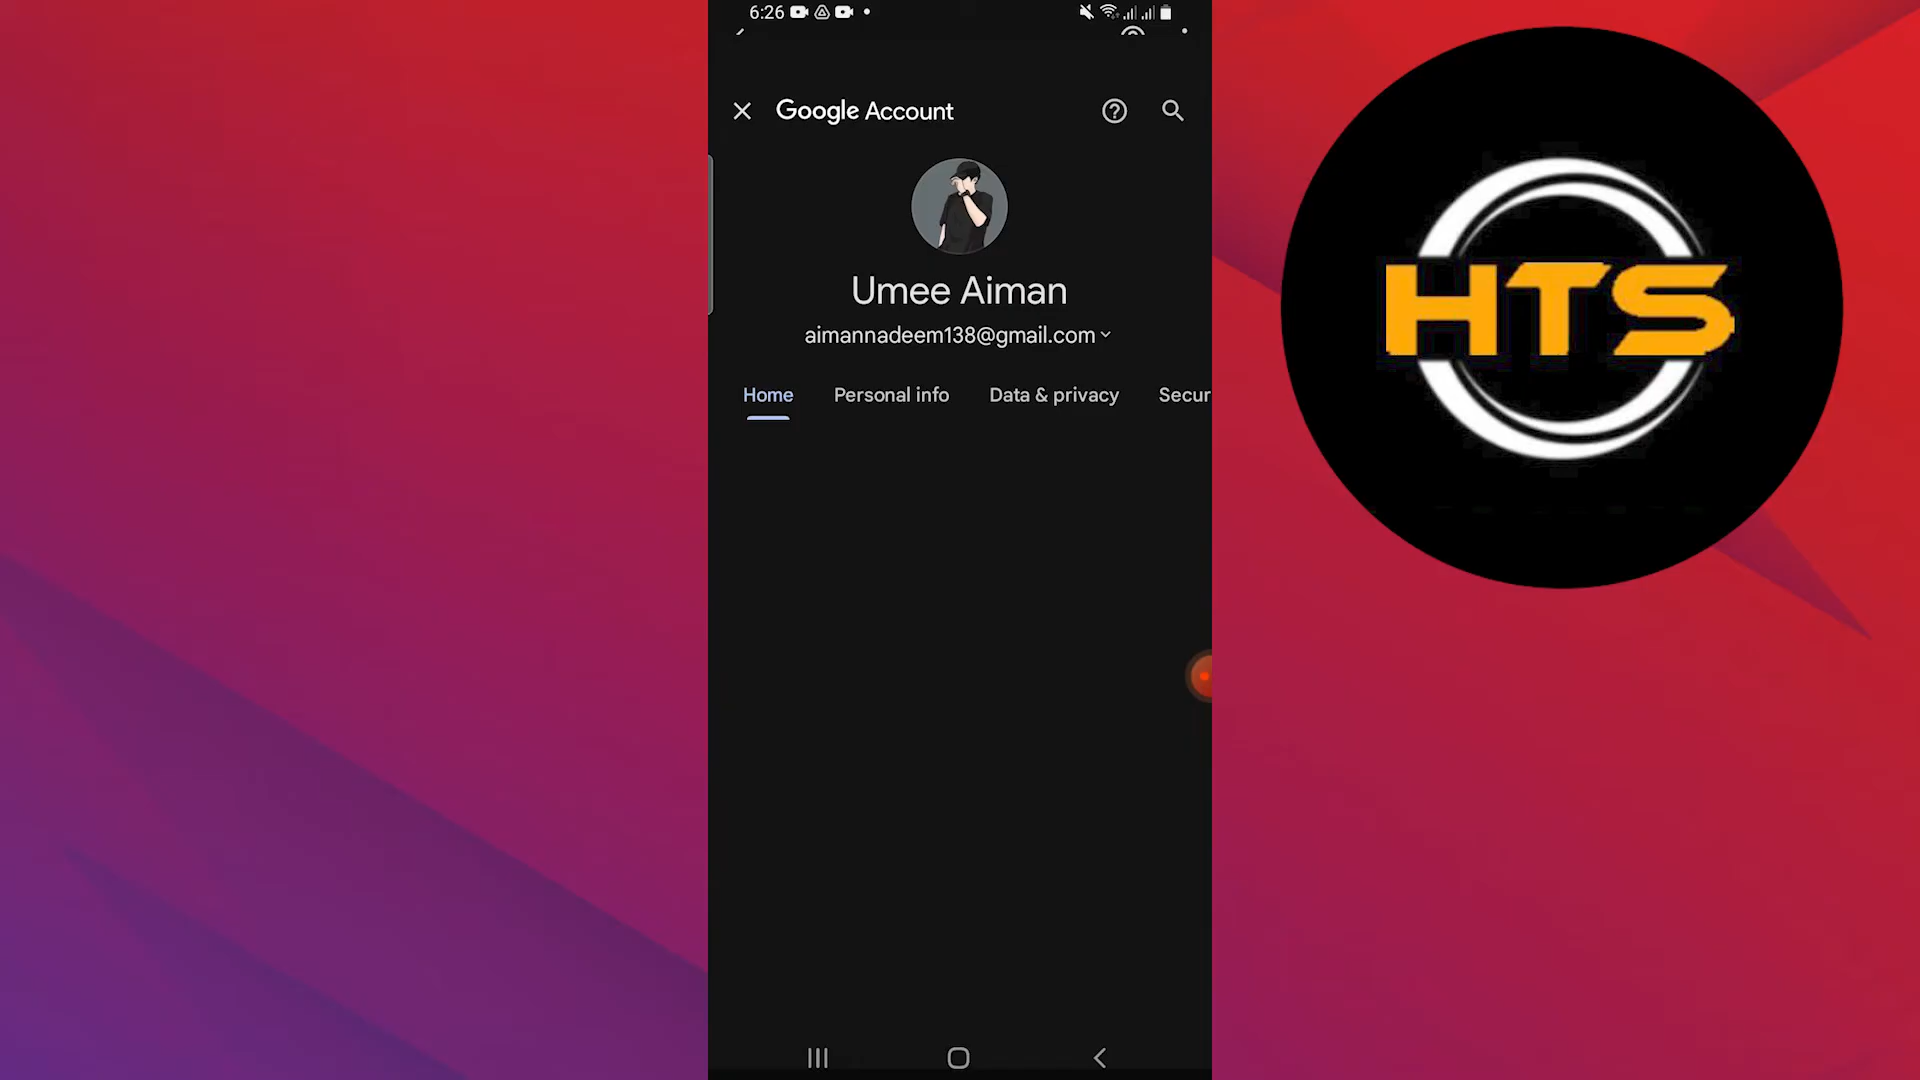 6:26
Google Account
Umee Aiman
aimannadeem138@gmail.com
Home Personal info Data & privacy Secur
HTS